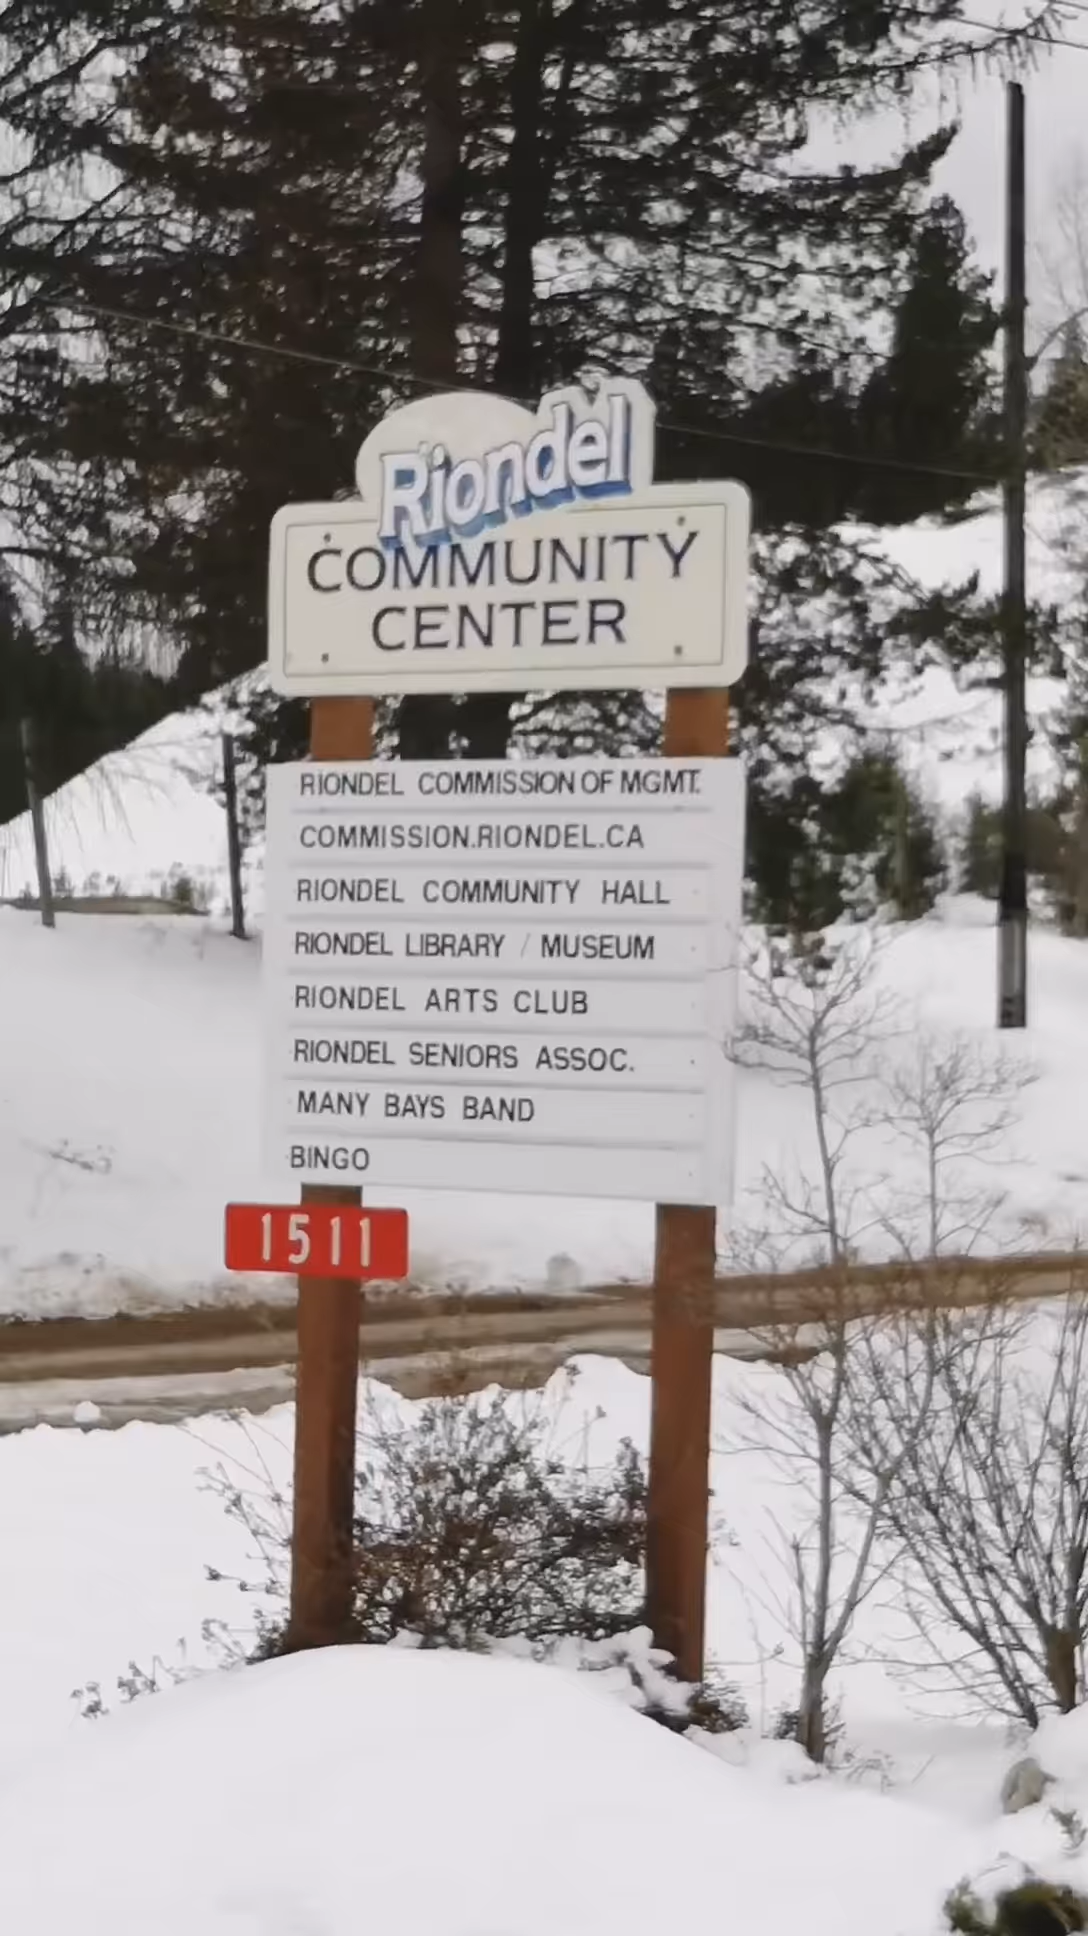 Riondel
COMMUNITY
CENTER
RIONDEL COMMISSION OF MGMT.
COMMISSION.RIONDEL.CA
RIONDEL COMMUNITY HALL
RIONDEL LIBRARY / MUSEUM
RIONDEL ARTS CLUB
RIONDEL SENIORS ASSOC.
MANY BAYS BAND
BINGO
1511